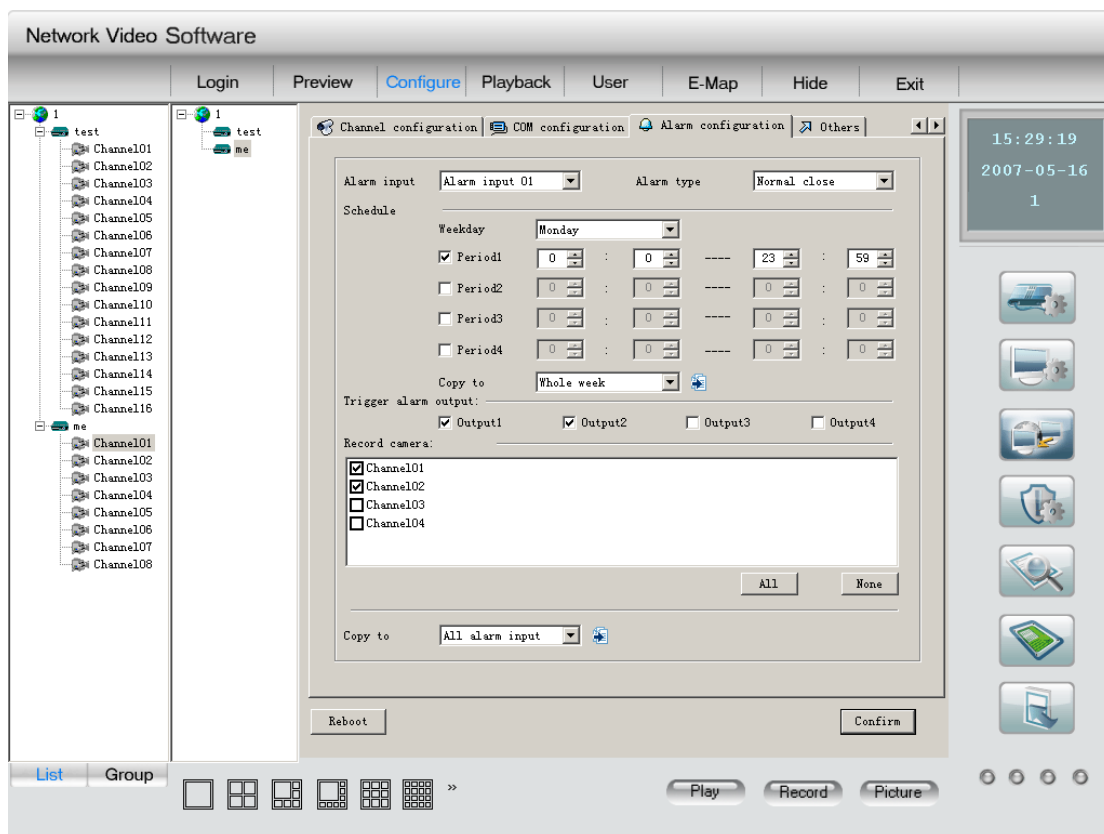 Network Video Software
Login Preview Configure Playback User E-Map Hide Exit
1
test
Channel01
Channel02
Channel03
Channel04
Channel05
Channel06
Channel07
Channel08
Channel09
Channel10
Channel11
Channel12
Channel13
Channel14
Channel15
Channel16
me
Channel01
Channel02
Channel03
Channel04
Channel05
Channel06
Channel07
Channel08
1
test
me
Channel configuration COM configuration Alarm configuration Others
Alarm input Alarm input 01 Alarm type Normal close
Schedule
Weekday Monday
Period1 0 : 0 ---- 23 : 59
Period2 0 : 0 ---- 0 : 0
Period3 0 : 0 ---- 0 : 0
Period4 0 : 0 ---- 0 : 0
Copy to Whole week
Trigger alarm output:
Output1 Output2 Output3 Output4
Record camera:
Channel01
Channel02
Channel03
Channel04
All None
Copy to All alarm input
Reboot Confirm
15:29:19
2007-05-16
1
List Group
»
Play Record Picture